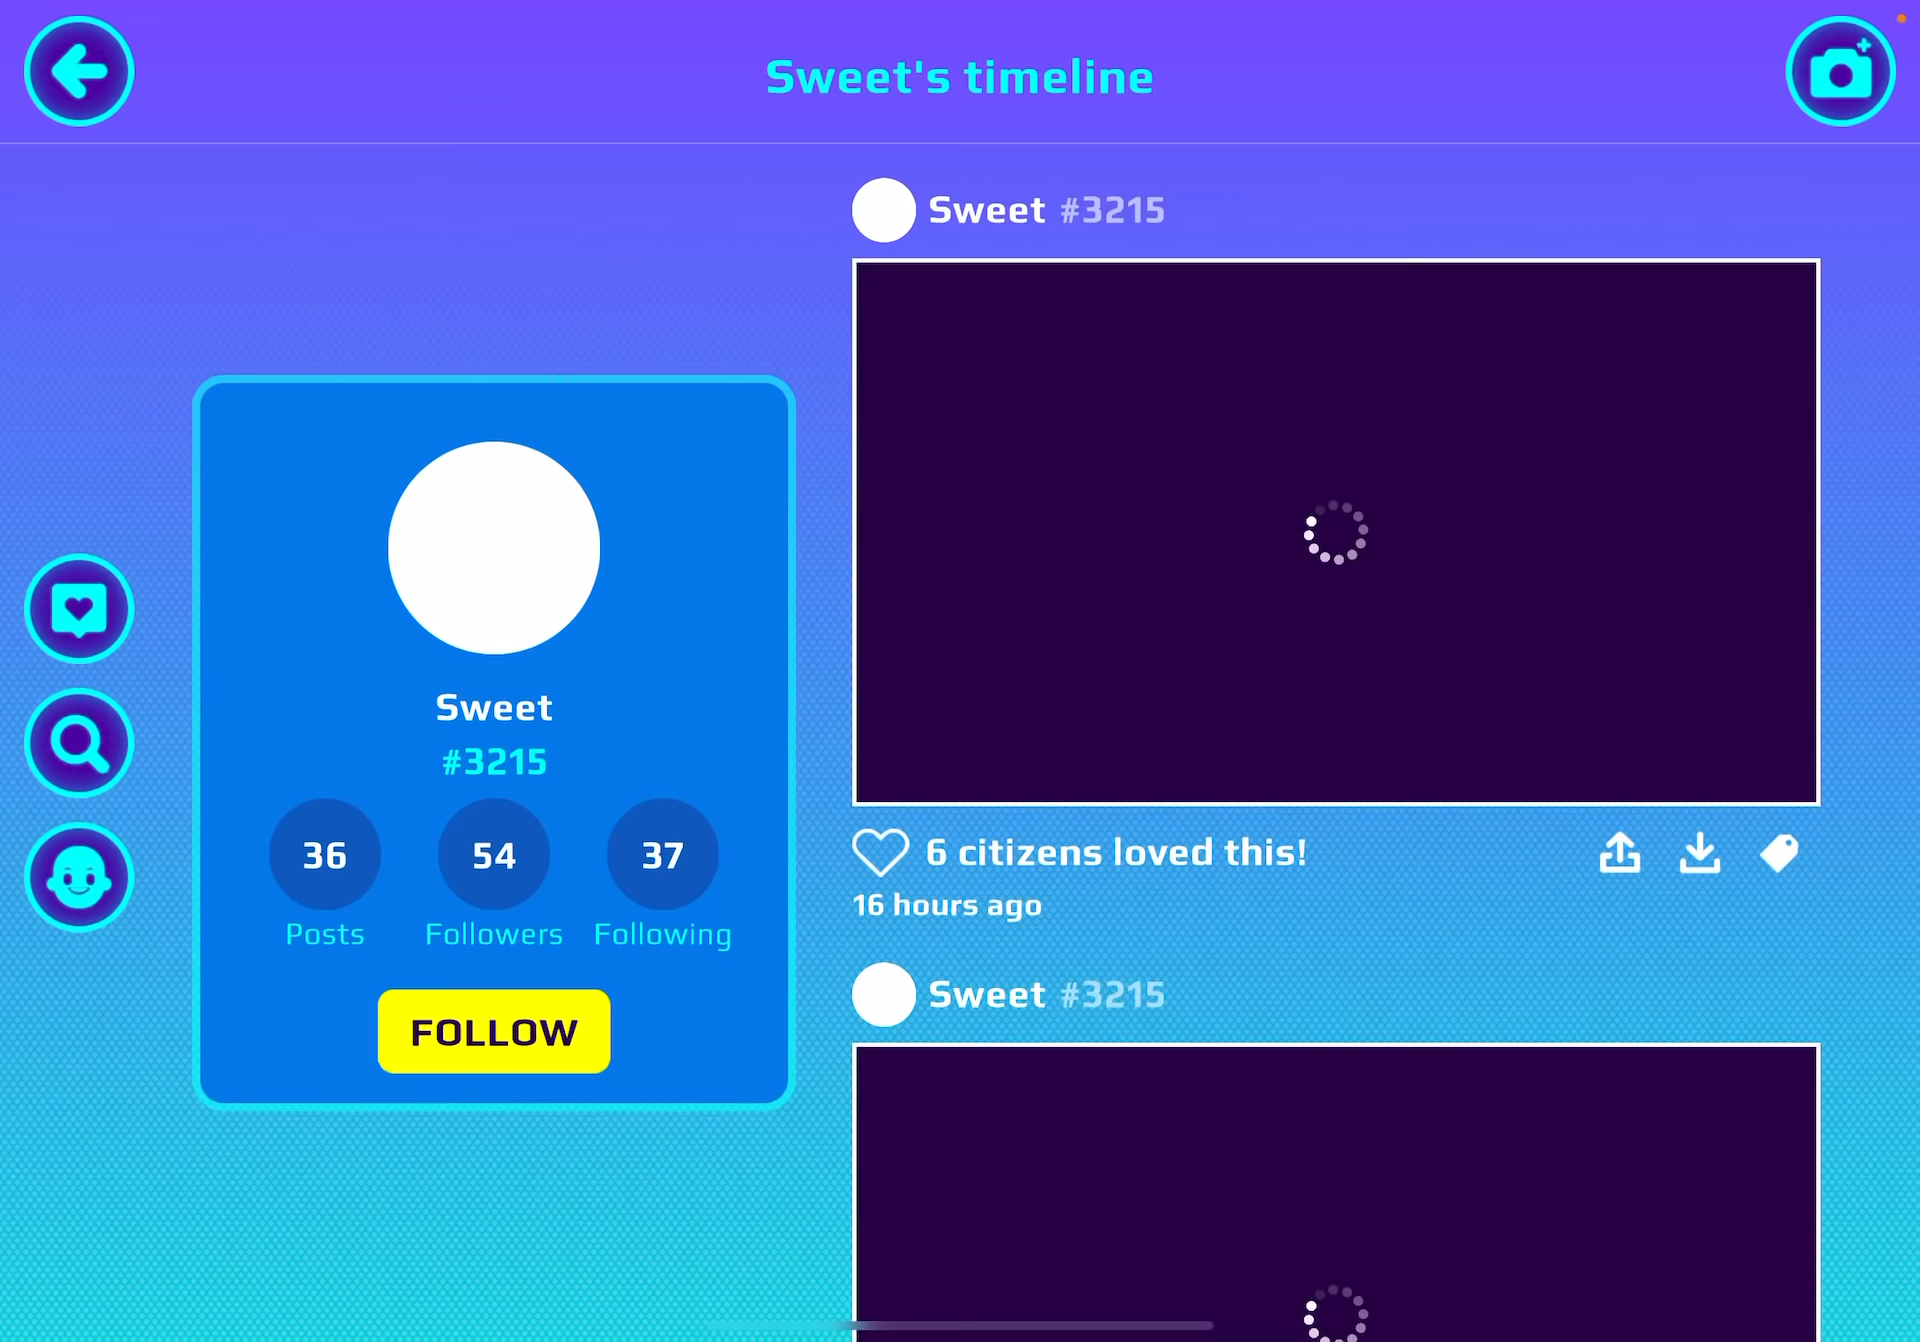 Sweet's timeline
Sweet
#3215
36
54
37
Posts
Followers
Following
FOLLOW
Sweet #3215
6 citizens loved this!
16 hours ago
Sweet #3215